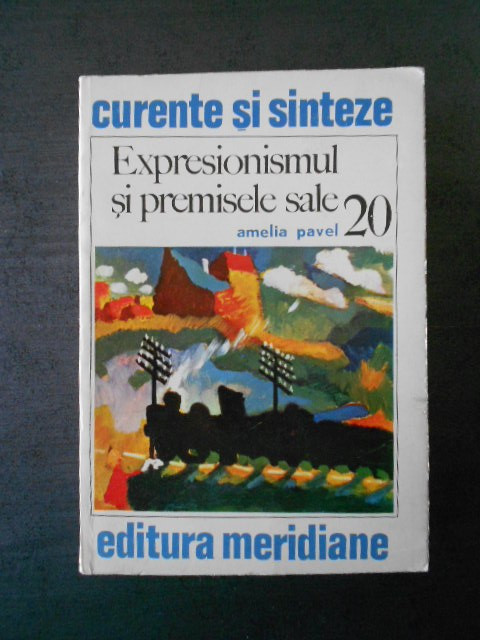 curente și sinteze
Expresionismul
și premisele sale 20
amelia pavel
editura meridiane